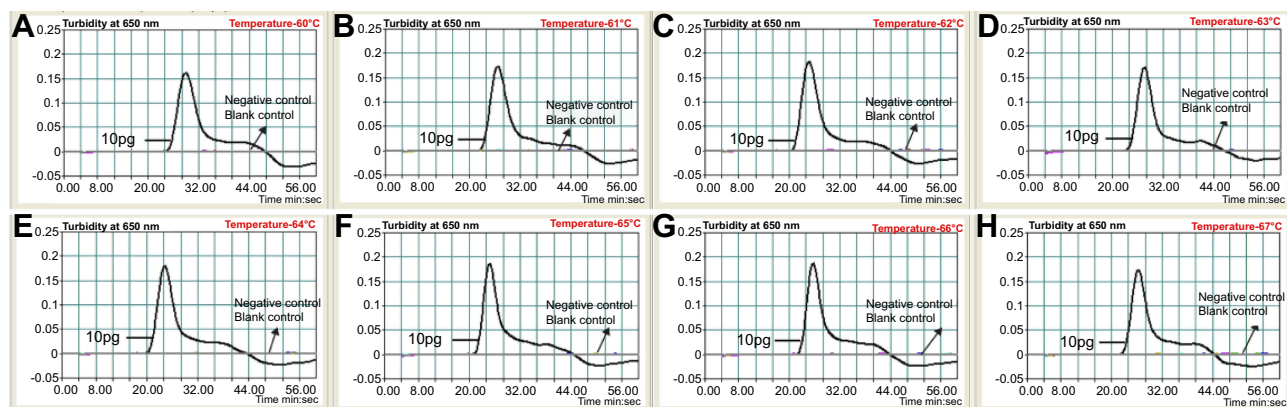 A
Turbidity at 650 nm
Temperature-60°C
0.25
0.2
0.15
0.1
0.05
0
-0.05
10pg
Negative control
Blank control
0.00 8.00 20.00 32.00 44.00 56.00
Time min:sec
B
Turbidity at 650 nm
Temperature-61°C
0.25
0.2
0.15
0.1
0.05
0
-0.05
10pg
Negative control
Blank control
0.00 8.00 20.00 32.00 44.00 56.00
Time min:sec
C
Turbidity at 650 nm
Temperature-62°C
0.25
0.2
0.15
0.1
0.05
0
-0.05
10pg
Negative control
Blank control
0.00 8.00 20.00 32.00 44.00 56.00
Time min:sec
D
Turbidity at 650 nm
Temperature-63°C
0.25
0.2
0.15
0.1
0.05
0
-0.05
10pg
Negative control
Blank control
0.00 8.00 20.00 32.00 44.00 56.00
Time min:sec
E
Turbidity at 650 nm
Temperature-64°C
0.25
0.2
0.15
0.1
0.05
0
-0.05
10pg
Negative control
Blank control
0.00 8.00 20.00 32.00 44.00 56.00
Time min:sec
F
Turbidity at 650 nm
Temperature-65°C
0.25
0.2
0.15
0.1
0.05
0
-0.05
10pg
Negative control
Blank control
0.00 8.00 20.00 32.00 44.00 56.00
Time min:sec
G
Turbidity at 650 nm
Temperature-66°C
0.25
0.2
0.15
0.1
0.05
0
-0.05
10pg
Negative control
Blank control
0.00 8.00 20.00 32.00 44.00 56.00
Time min:sec
H
Turbidity at 650 nm
Temperature-67°C
0.25
0.2
0.15
0.1
0.05
0
-0.05
10pg
Negative control
Blank control
0.00 8.00 20.00 32.00 44.00 56.00
Time min:sec